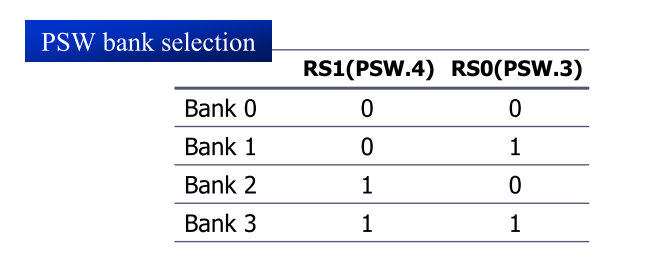 PSW bank selection
RS1(PSW.4) RS0(PSW.3)
Bank 0 0 0
Bank 1 0 1
Bank 2 1 0
Bank 3 1 1